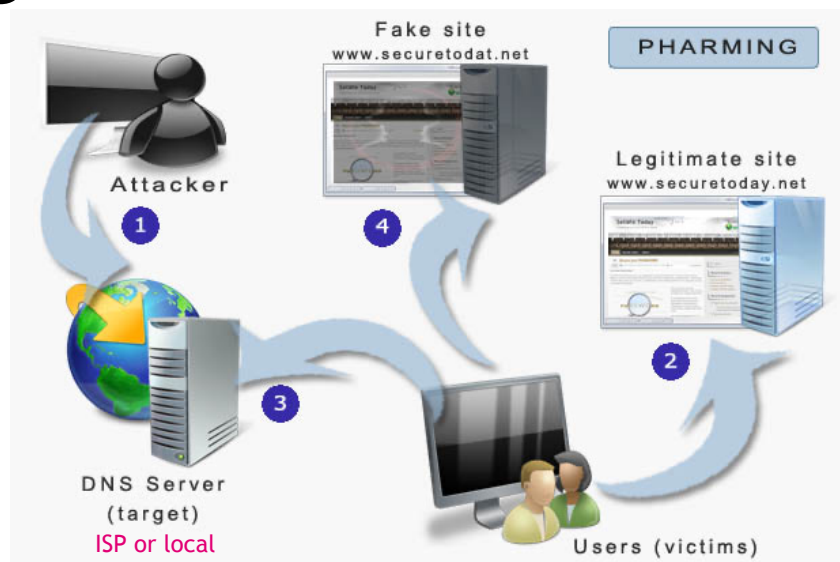 Fake site
www.securetodat.net
PHARMING
Legitimate site
www.securetoday.net
Attacker
1
4
2
3
DNS Server
(target)
ISP or local
Users (victims)